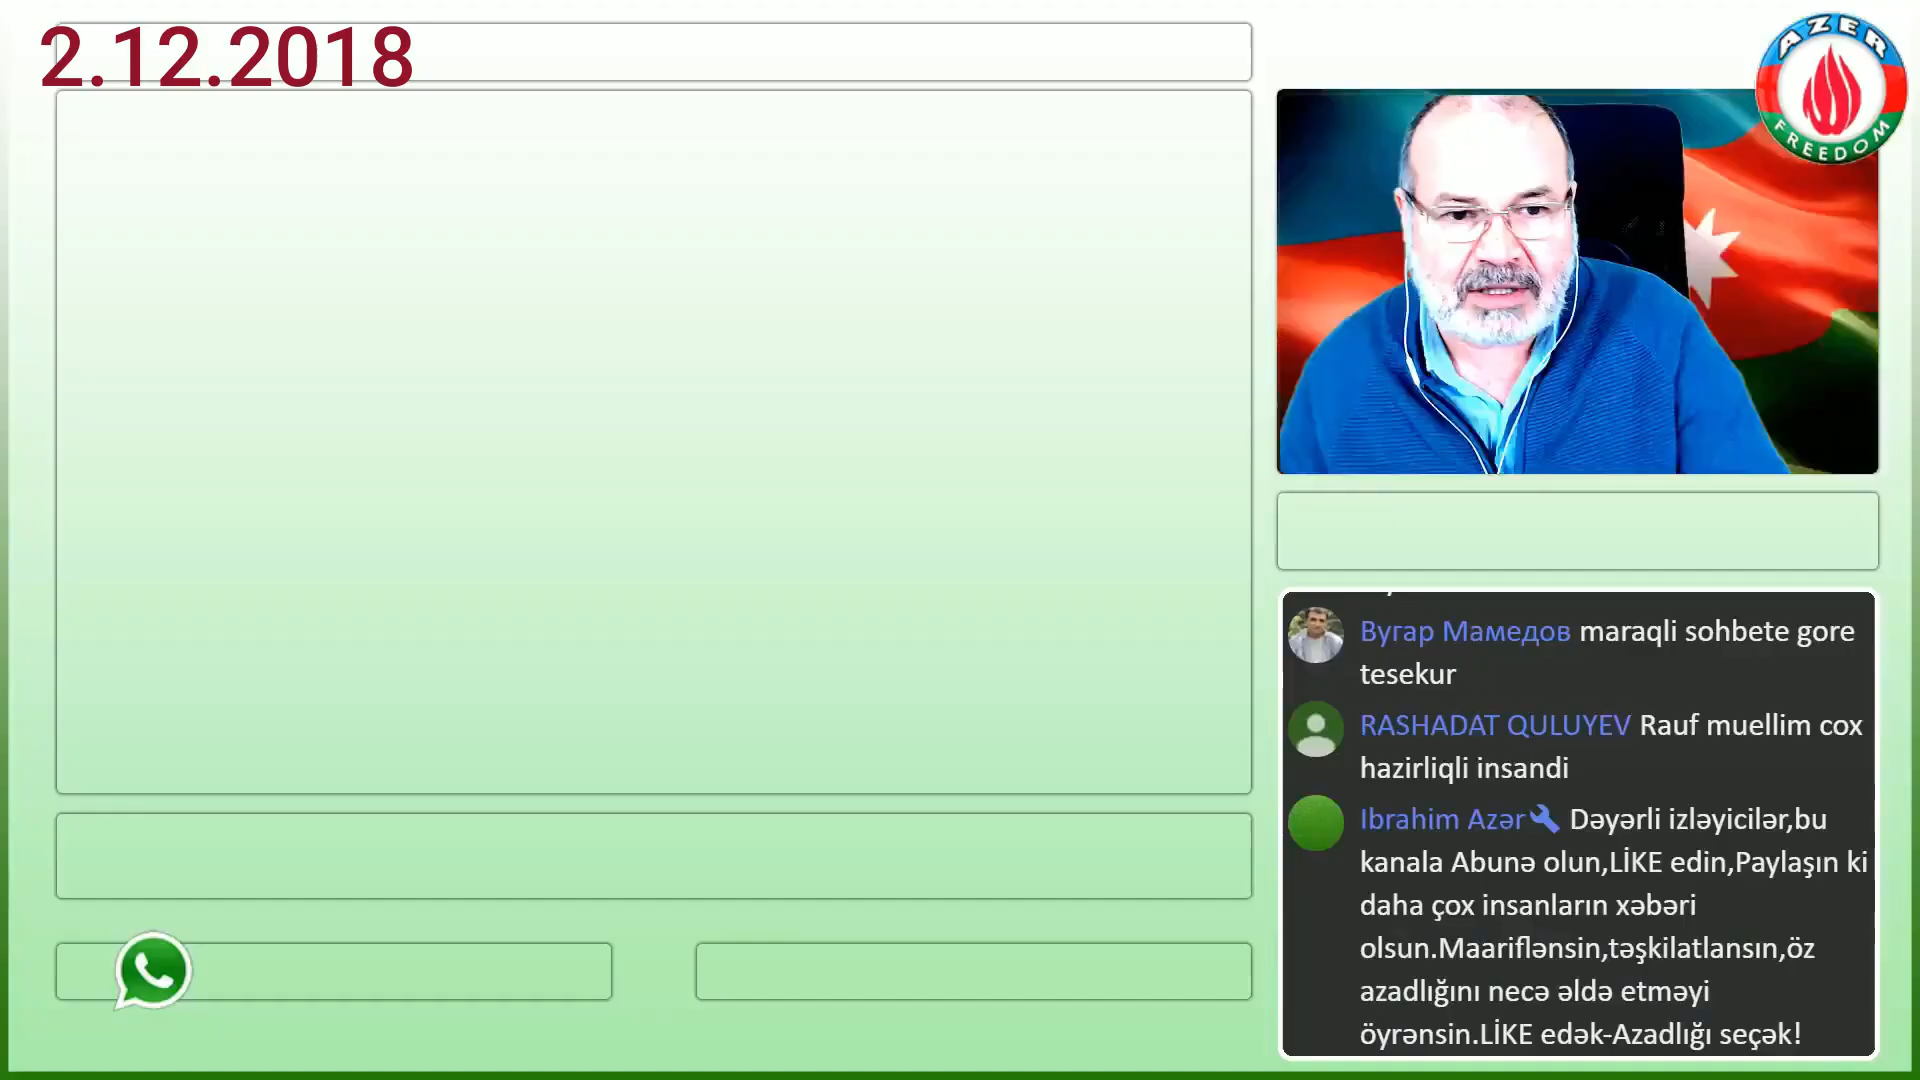 2.12.2018
AZER
FREEDOM
Вугар Мамедов maraqli sohbete gore
tesekur
RASHADAT QULUYEV Rauf muellim cox
hazirliqli insandi
Ibrahim Azər Dəyərli izləyicilər,bu
kanala Abunə olun,LİKE edin,Paylaşın ki
daha çox insanların xəbəri
olsun.Maariflənsin,təşkilatlansın,öz
azadlığını necə əldə etməyi
öyrənsin.LİKE edək-Azadlığı seçək!